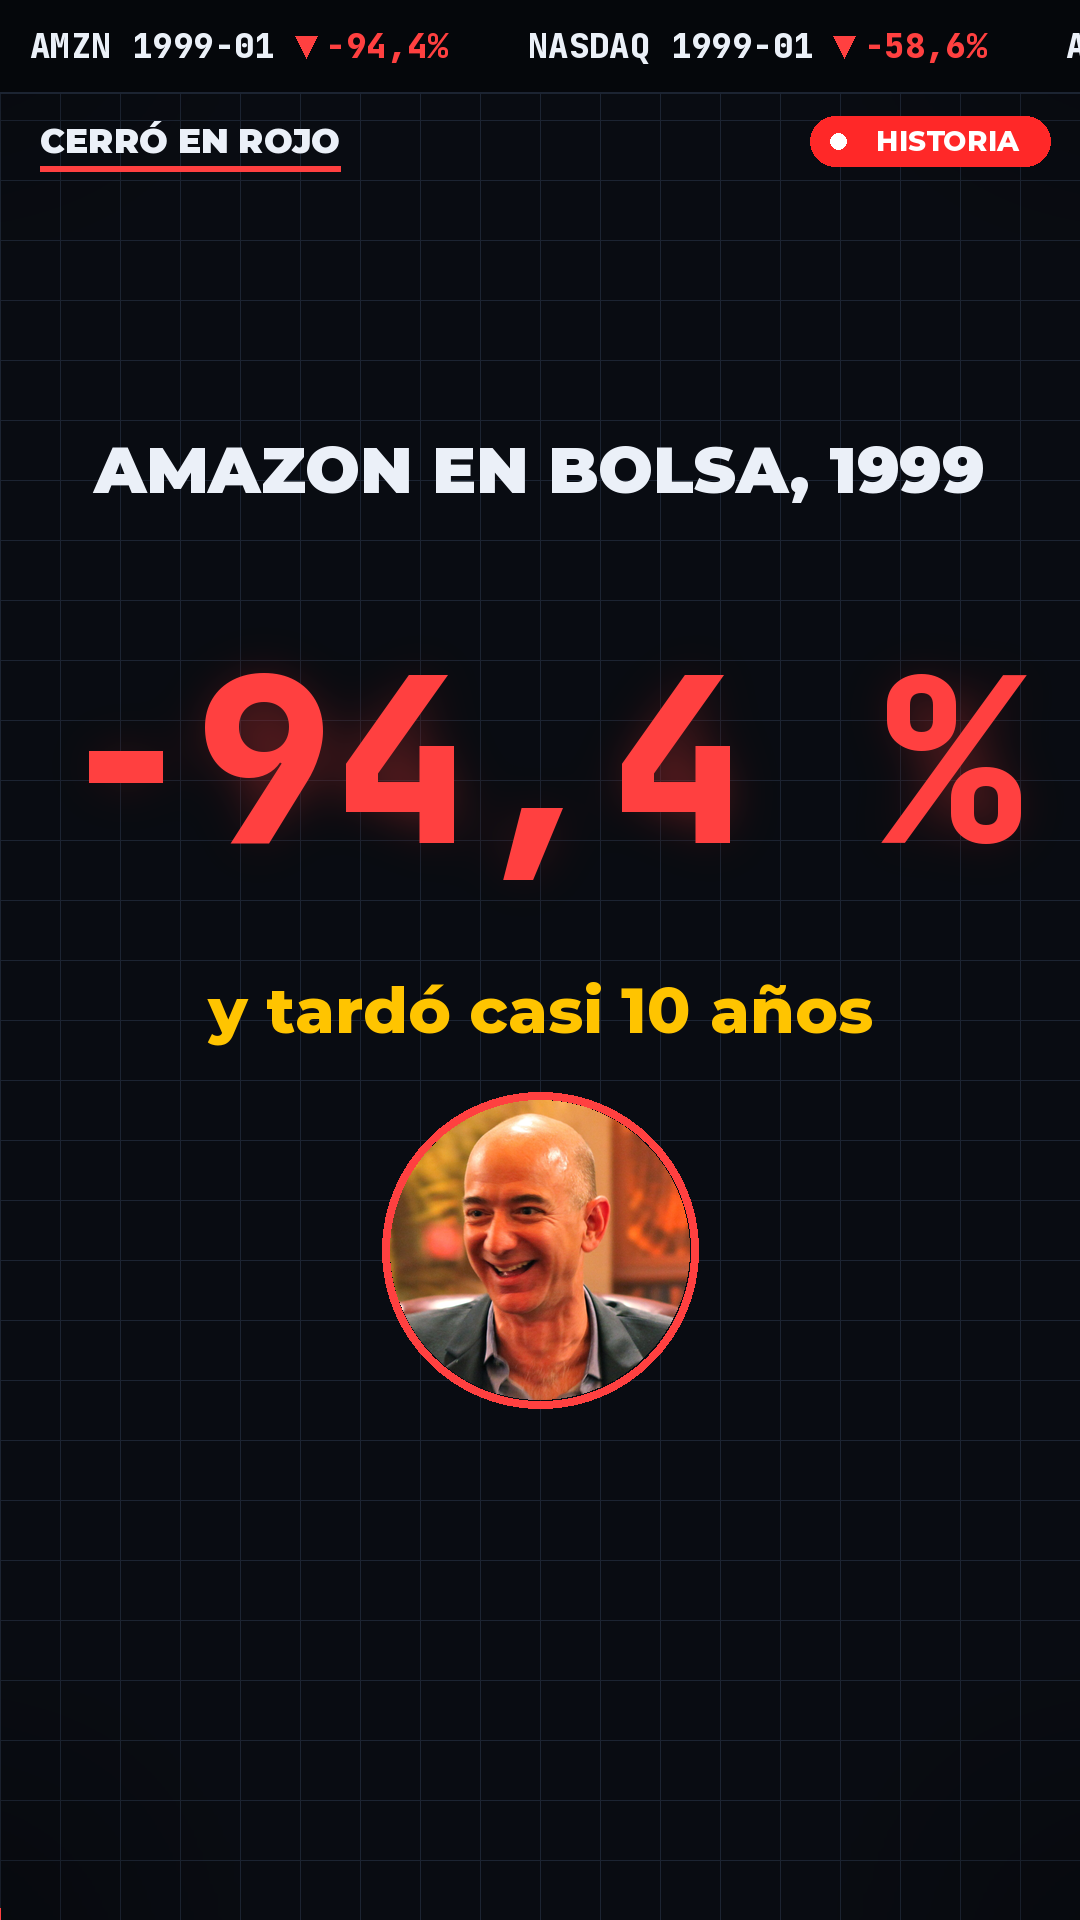 AMZN 1999-01 ▼ -94,4% NASDAQ 1999-01 ▼ -58,6%
CERRÓ EN ROJO
HISTORIA
AMAZON EN BOLSA, 1999
-94,4 %
y tardó casi 10 años